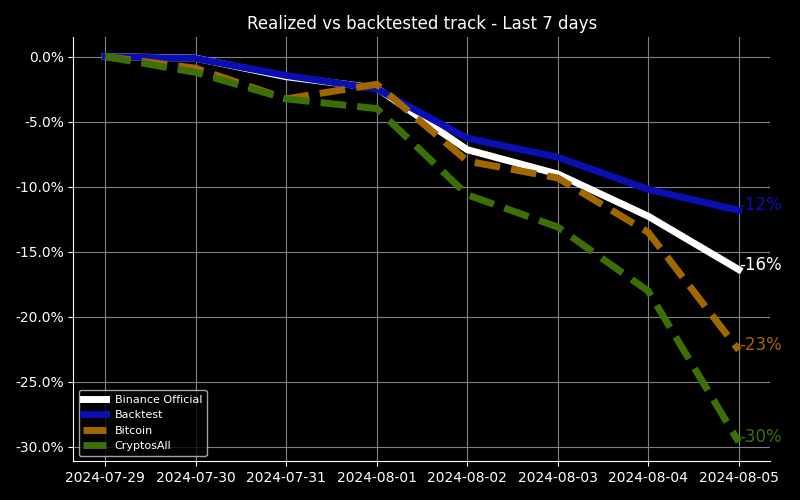 Realized vs backtested track - Last 7 days
0.0%
-5.0%
-10.0%
-15.0%
-20.0%
-25.0%
-30.0%
-12%
-16%
-23%
-30%
Binance Official
Backtest
Bitcoin
CryptosAll
2024-07-29 2024-07-30 2024-07-31 2024-08-01 2024-08-02 2024-08-03 2024-08-04 2024-08-05